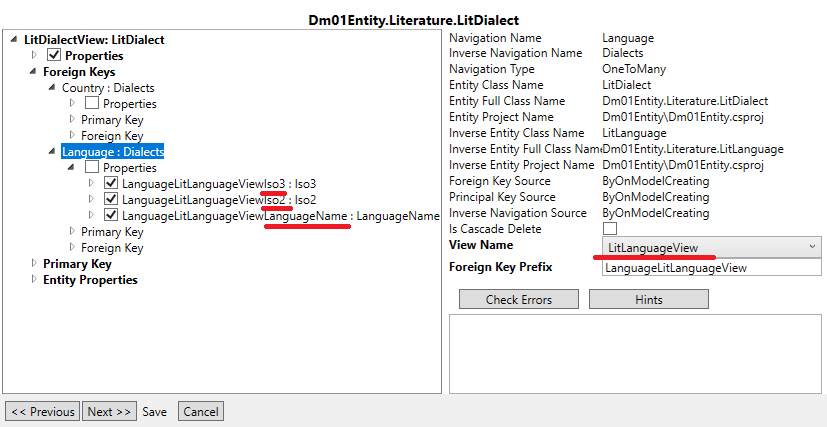 Dm01Entity.Literature.LitDialect
LitDialectView: LitDialect
Properties
Foreign Keys
Country : Dialects
Properties
Primary Key
Foreign Key
Language : Dialects
Properties
LanguageLitLanguageViewIso3 : Iso3
LanguageLitLanguageViewIso2 : Iso2
LanguageLitLanguageViewLanguageName : LanguageName
Primary Key
Foreign Key
Primary Key
Entity Properties
Navigation Name Language
Inverse Navigation Name Dialects
Navigation Type OneToMany
Entity Class Name LitDialect
Entity Full Class Name Dm01Entity.Literature.LitDialect
Entity Project Name Dm01Entity\Dm01Entity.csproj
Inverse Entity Class Name LitLanguage
Inverse Entity Full Class Name Dm01Entity.Literature.LitLanguage
Inverse Entity Project Name Dm01Entity\Dm01Entity.csproj
Foreign Key Source ByOnModelCreating
Principal Key Source ByOnModelCreating
Inverse Navigation Source ByOnModelCreating
Is Cascade Delete
View Name LitLanguageView
Foreign Key Prefix LanguageLitLanguageView
Check Errors Hints
<< Previous Next >> Save Cancel